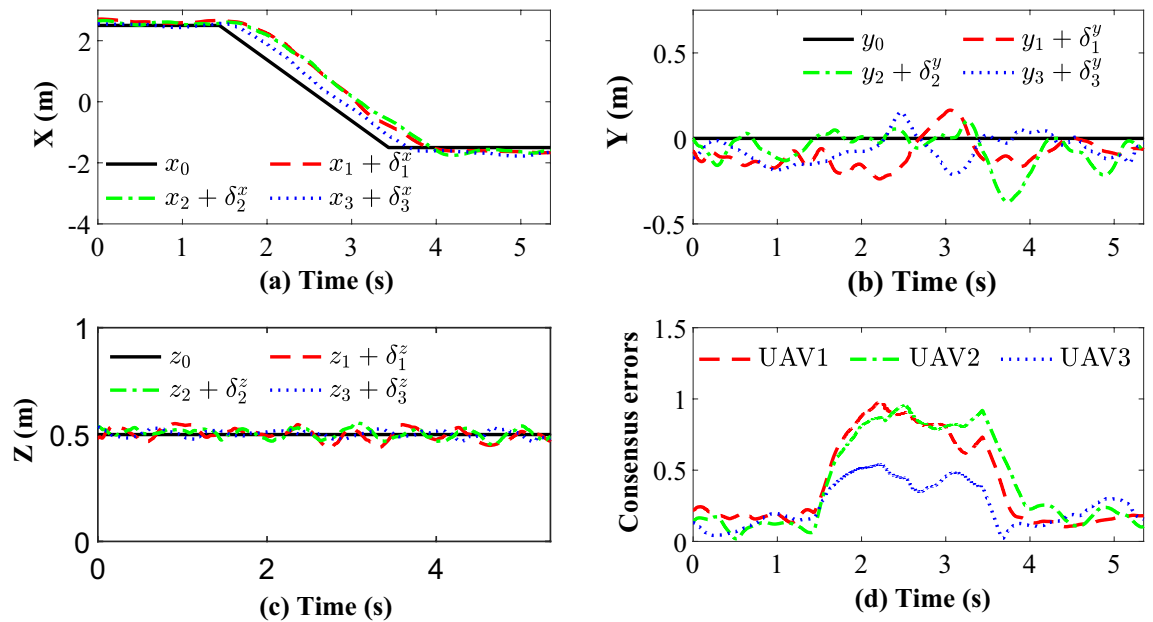 X (m)
2
0
-2
-4
x₀
x₁ + δ₁ˣ
x₂ + δ₂ˣ
x₃ + δ₃ˣ
0 1 2 3 4 5
(a) Time (s)
Y (m)
0.5
0
-0.5
y₀
y₁ + δ₁ʸ
y₂ + δ₂ʸ
y₃ + δ₃ʸ
0 1 2 3 4 5
(b) Time (s)
Z (m)
1
0.5
0
z₀
z₁ + δ₁ᶻ
z₂ + δ₂ᶻ
z₃ + δ₃ᶻ
0 2 4
(c) Time (s)
Consensus errors
1.5
1
0.5
0
UAV1 UAV2 UAV3
0 1 2 3 4 5
(d) Time (s)